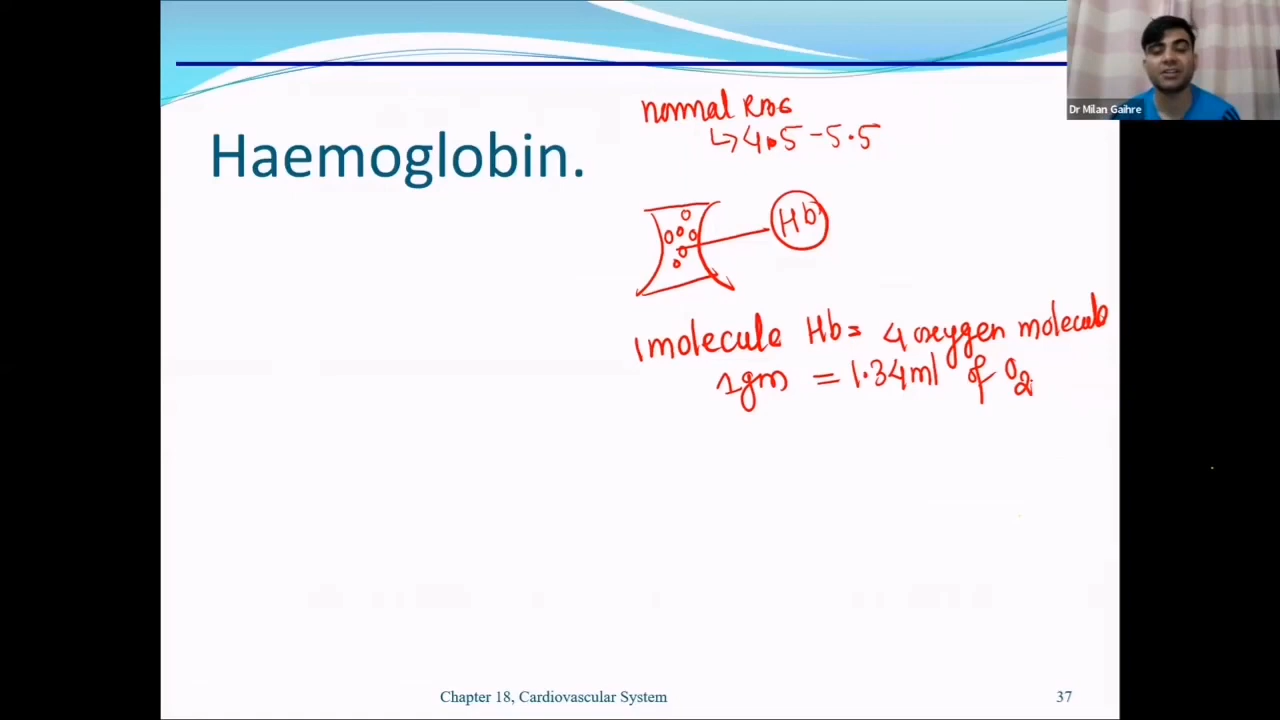 Dr Milan Gaihre
normal RBC
↳ 4.5 - 5.5
Haemoglobin.
Hb
1 molecule Hb = 4 oxygen molecule
1gm = 1.34ml of O2
Chapter 18, Cardiovascular System
37